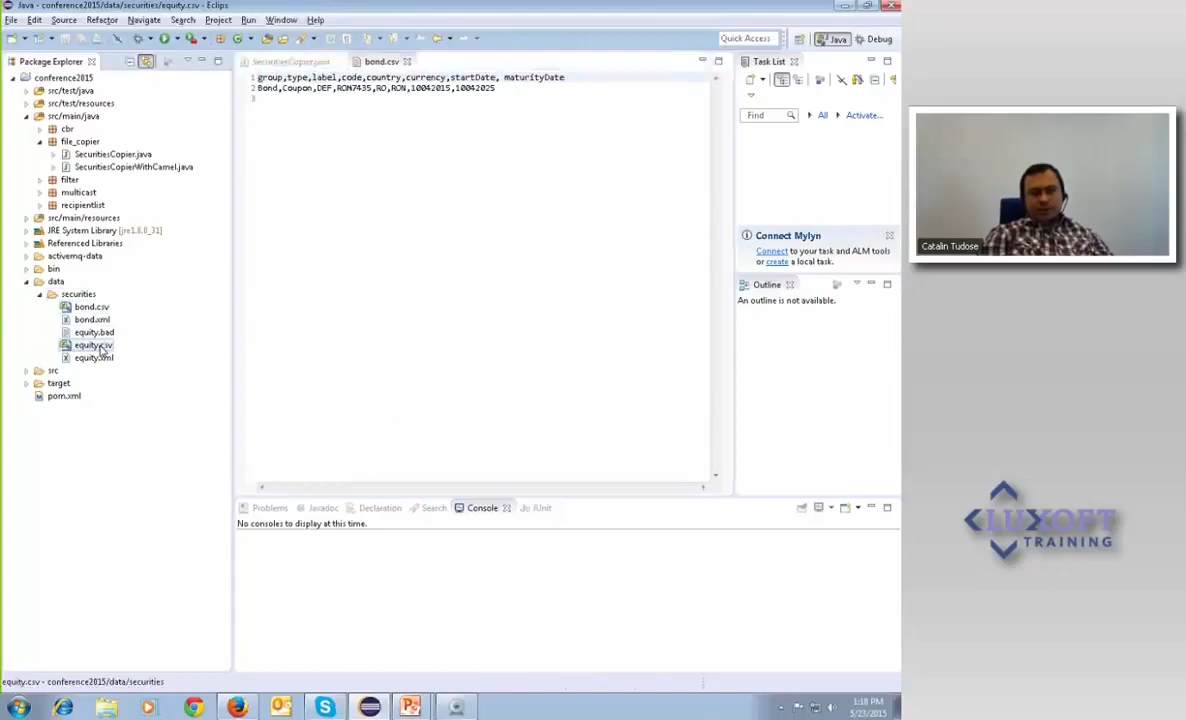 Java - conference2015/data/securities/equity.csv - Eclips
File Edit Source Refactor Navigate Search Project Run Window Help
Quick Access
Java
Debug
Package Explorer
conference2015
src/test/java
src/test/resources
src/main/java
cbr
file_copier
SecuritiesCopier.java
SecuritiesCopierWithCamel.java
filter
multicast
recipientlist
src/main/resources
JRE System Library [jre1.8.0_31]
Referenced Libraries
activemq-data
bin
data
securities
bond.csv
bond.xml
equity.bad
equity.csv
equity.xml
src
target
pom.xml
SecuritiesCopier.java
bond.csv
1 group,type,label,code,country,currency,startDate, maturityDate
2 Bond,Coupon,DEF,RON7435,RO,RON,10042015,10042025
3
Task List
Find
All
Activate...
Connect Mylyn
Connect to your task and ALM tools
or create a local task.
Outline
An outline is not available.
Problems
Javadoc
Declaration
Search
Console
JUnit
No consoles to display at this time.
equity.csv - conference2015/data/securities
1:18 PM
5/23/2015
Catalin Tudose
LUXOFT
TRAINING